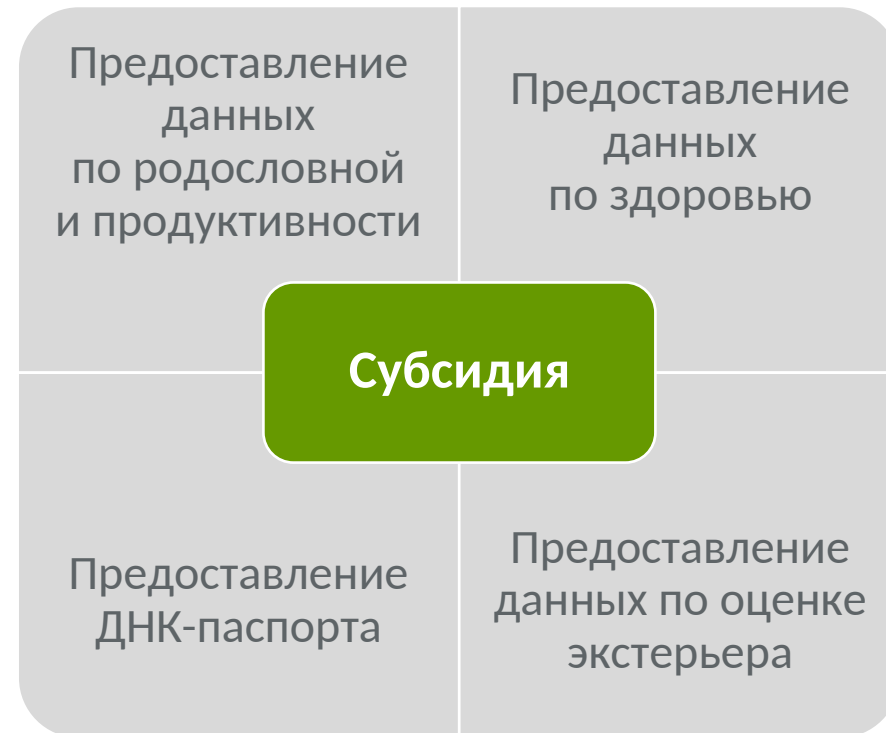 Предоставление
данных
по родословной
и продуктивности
Предоставление
данных
по здоровью
Субсидия
Предоставление
ДНК-паспорта
Предоставление
данных по оценке
экстерьера